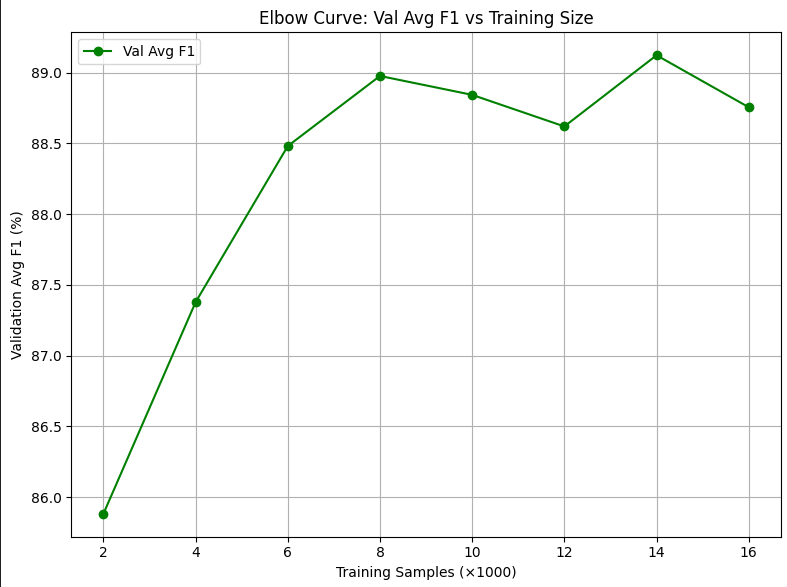 Elbow Curve: Val Avg F1 vs Training Size
Val Avg F1
Validation Avg F1 (%)
89.0
88.5
88.0
87.5
87.0
86.5
86.0
2 4 6 8 10 12 14 16
Training Samples (×1000)